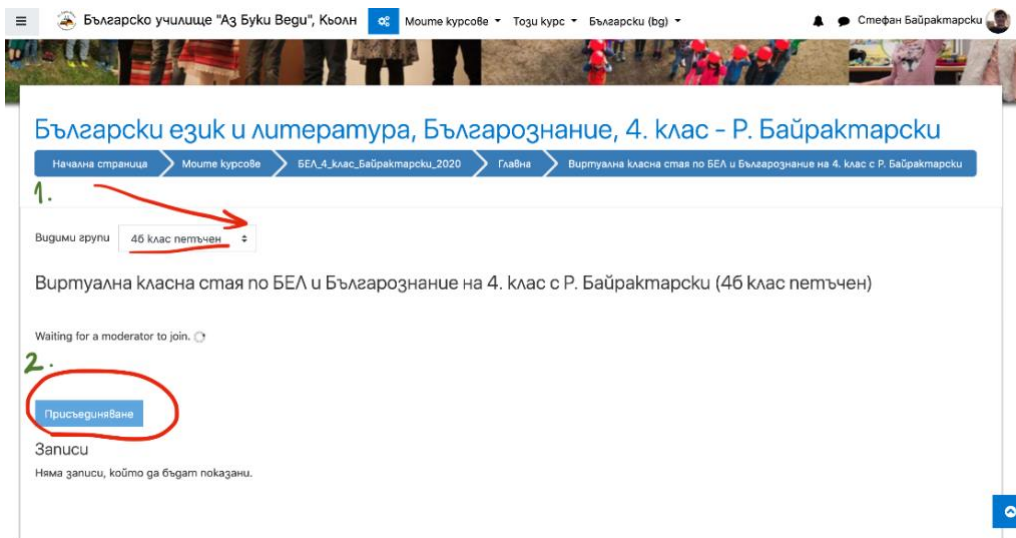 Българско училище "Аз Буки Веди", Кьолн Моите курсове Този курс Български (bg) Стефан Байрактарски
Български език и литература, Българознание, 4. клас - Р. Байрактарски
Начална страница Моите курсове БЕЛ_4_клас_Байрактарски_2020 Главна Виртуална класна стая по БЕЛ и Българознание на 4. клас с Р. Байрактарски
1.
Видими групи 4б клас петъчен
Виртуална класна стая по БЕЛ и Българознание на 4. клас с Р. Байрактарски (4б клас петъчен)
Waiting for a moderator to join.
2.
Присъединяване
Записи
Няма записи, който да бъдат показани.